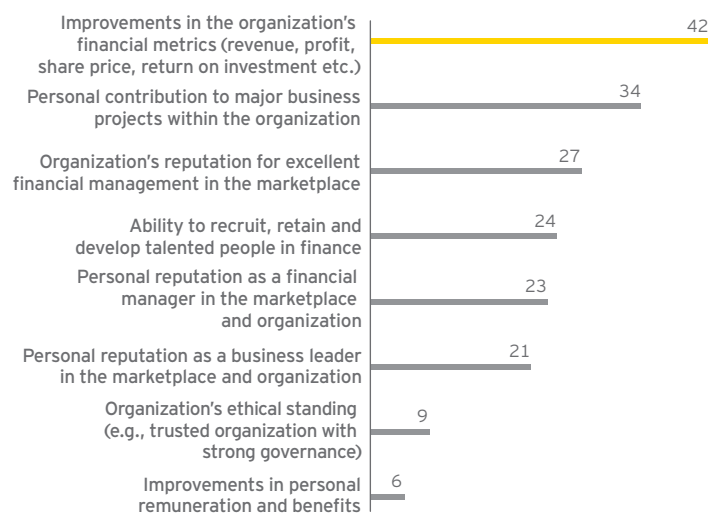 Improvements in the organization's
financial metrics (revenue, profit,
share price, return on investment etc.)
42
Personal contribution to major business
projects within the organization
34
Organization's reputation for excellent
financial management in the marketplace
27
Ability to recruit, retain and
develop talented people in finance
24
Personal reputation as a financial
manager in the marketplace
and organization
23
Personal reputation as a business leader
in the marketplace and organization
21
Organization's ethical standing
(e.g., trusted organization with
strong governance)
9
Improvements in personal
remuneration and benefits
6